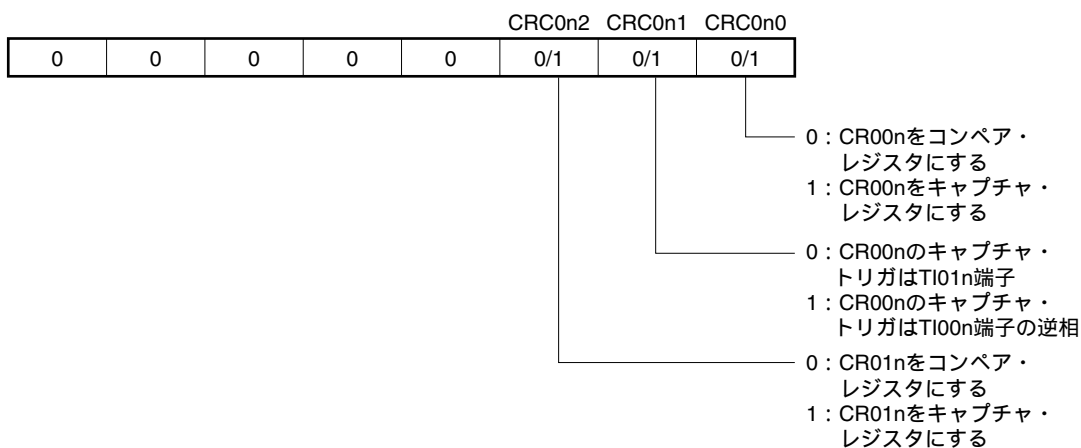 CRC0n2 CRC0n1 CRC0n0
0 0 0 0 0 0/1 0/1 0/1
0：CR00nをコンペア・
レジスタにする
1：CR00nをキャプチャ・
レジスタにする
0：CR00nのキャプチャ・
トリガはTI01n端子
1：CR00nのキャプチャ・
トリガはTI00n端子の逆相
0：CR01nをコンペア・
レジスタにする
1：CR01nをキャプチャ・
レジスタにする